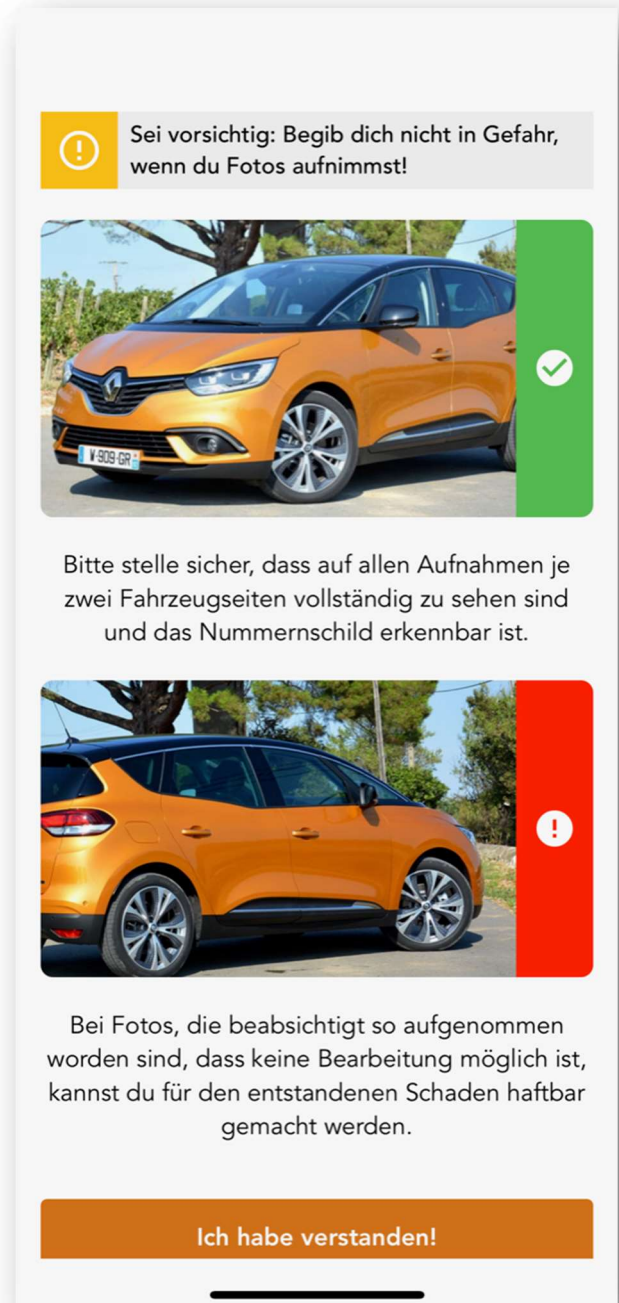 Sei vorsichtig: Begib dich nicht in Gefahr,
wenn du Fotos aufnimmst!
W-909-GR
Bitte stelle sicher, dass auf allen Aufnahmen je
zwei Fahrzeugseiten vollständig zu sehen sind
und das Nummernschild erkennbar ist.
Bei Fotos, die beabsichtigt so aufgenommen
worden sind, dass keine Bearbeitung möglich ist,
kannst du für den entstandenen Schaden haftbar
gemacht werden.
Ich habe verstanden!